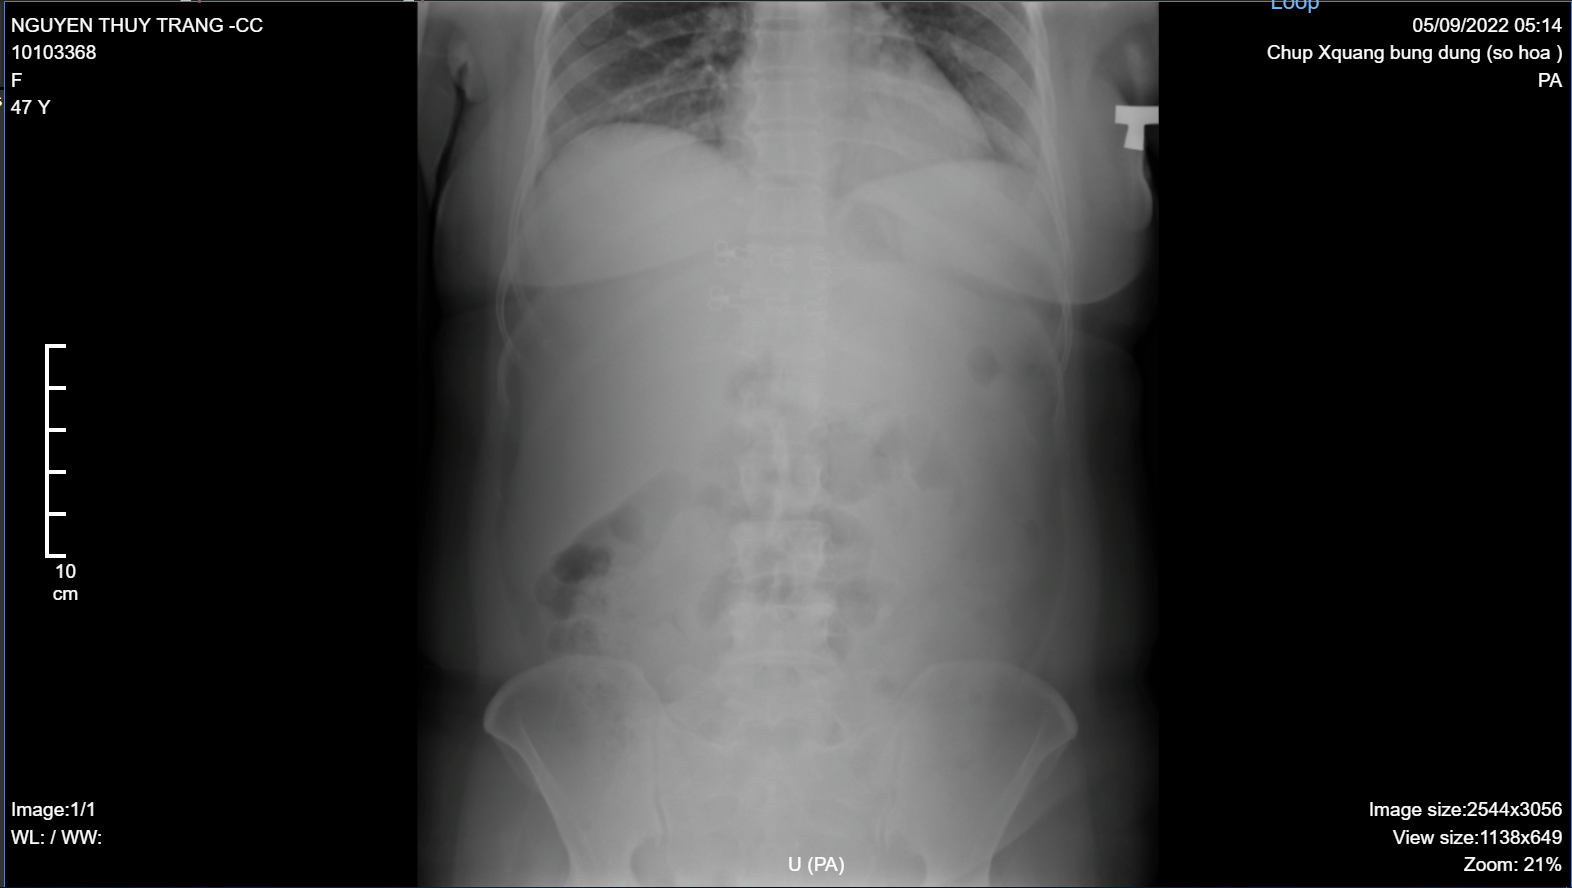 Loop
NGUYEN THUY TRANG -CC
10103368
F
47 Y
05/09/2022 05:14
Chup Xquang bung dung (so hoa )
PA
T
10
cm
Image:1/1
WL: / WW:
U (PA)
Image size:2544x3056
View size:1138x649
Zoom: 21%